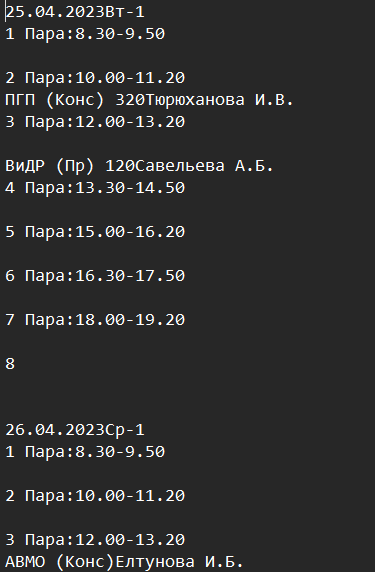 25.04.2023Вт-1
1 Пара:8.30-9.50
2 Пара:10.00-11.20
ПГП (Конс) 320Тюрюханова И.В.
3 Пара:12.00-13.20
ВиДР (Пр) 120Савельева А.Б.
4 Пара:13.30-14.50
5 Пара:15.00-16.20
6 Пара:16.30-17.50
7 Пара:18.00-19.20
8
26.04.2023Ср-1
1 Пара:8.30-9.50
2 Пара:10.00-11.20
3 Пара:12.00-13.20
АВМО (Конс)Елтунова И.Б.